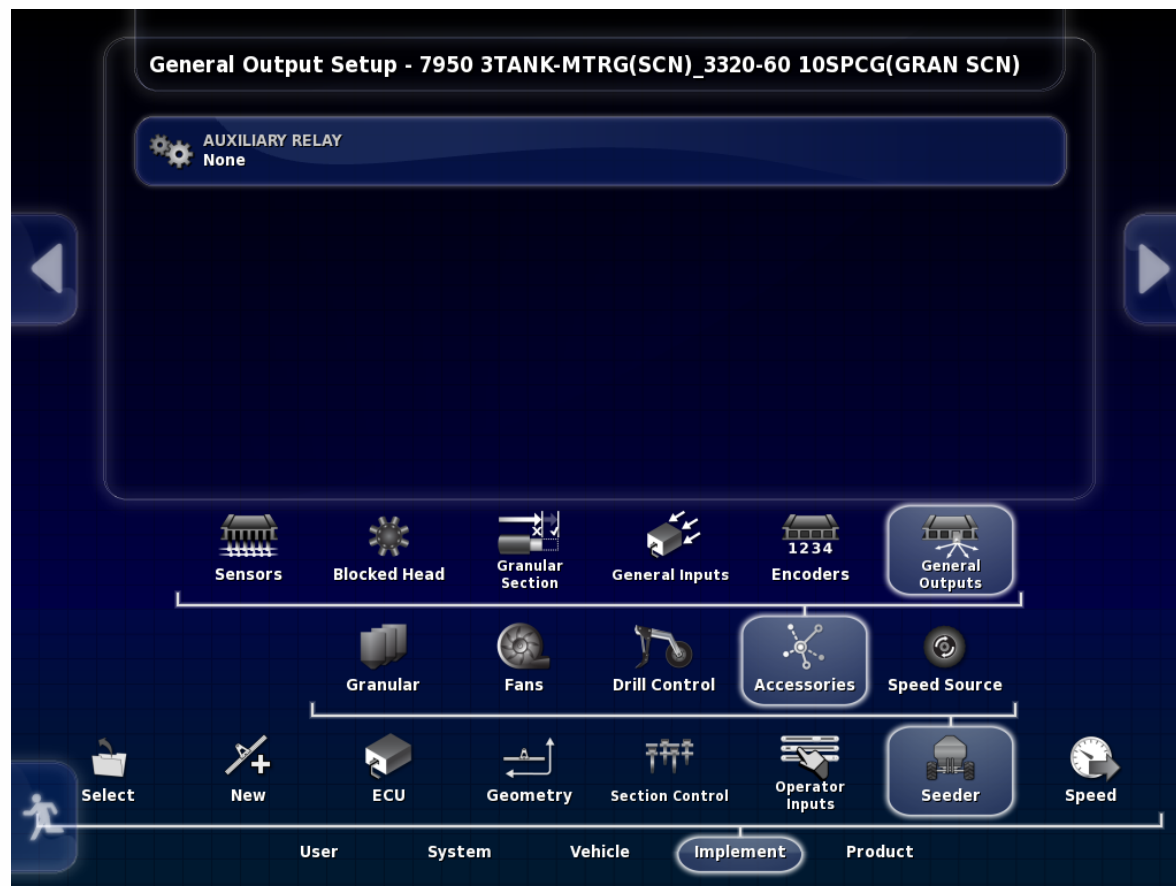 General Output Setup - 7950 3TANK-MTRG(SCN)_3320-60 10SPCG(GRAN SCN)
AUXILIARY RELAY
None
Sensors
Blocked Head
Granular
Section
General Inputs
1234
Encoders
General
Outputs
Granular
Fans
Drill Control
Accessories
Speed Source
Select
New
ECU
Geometry
Section Control
Operator
Inputs
Seeder
Speed
User
System
Vehicle
Implement
Product